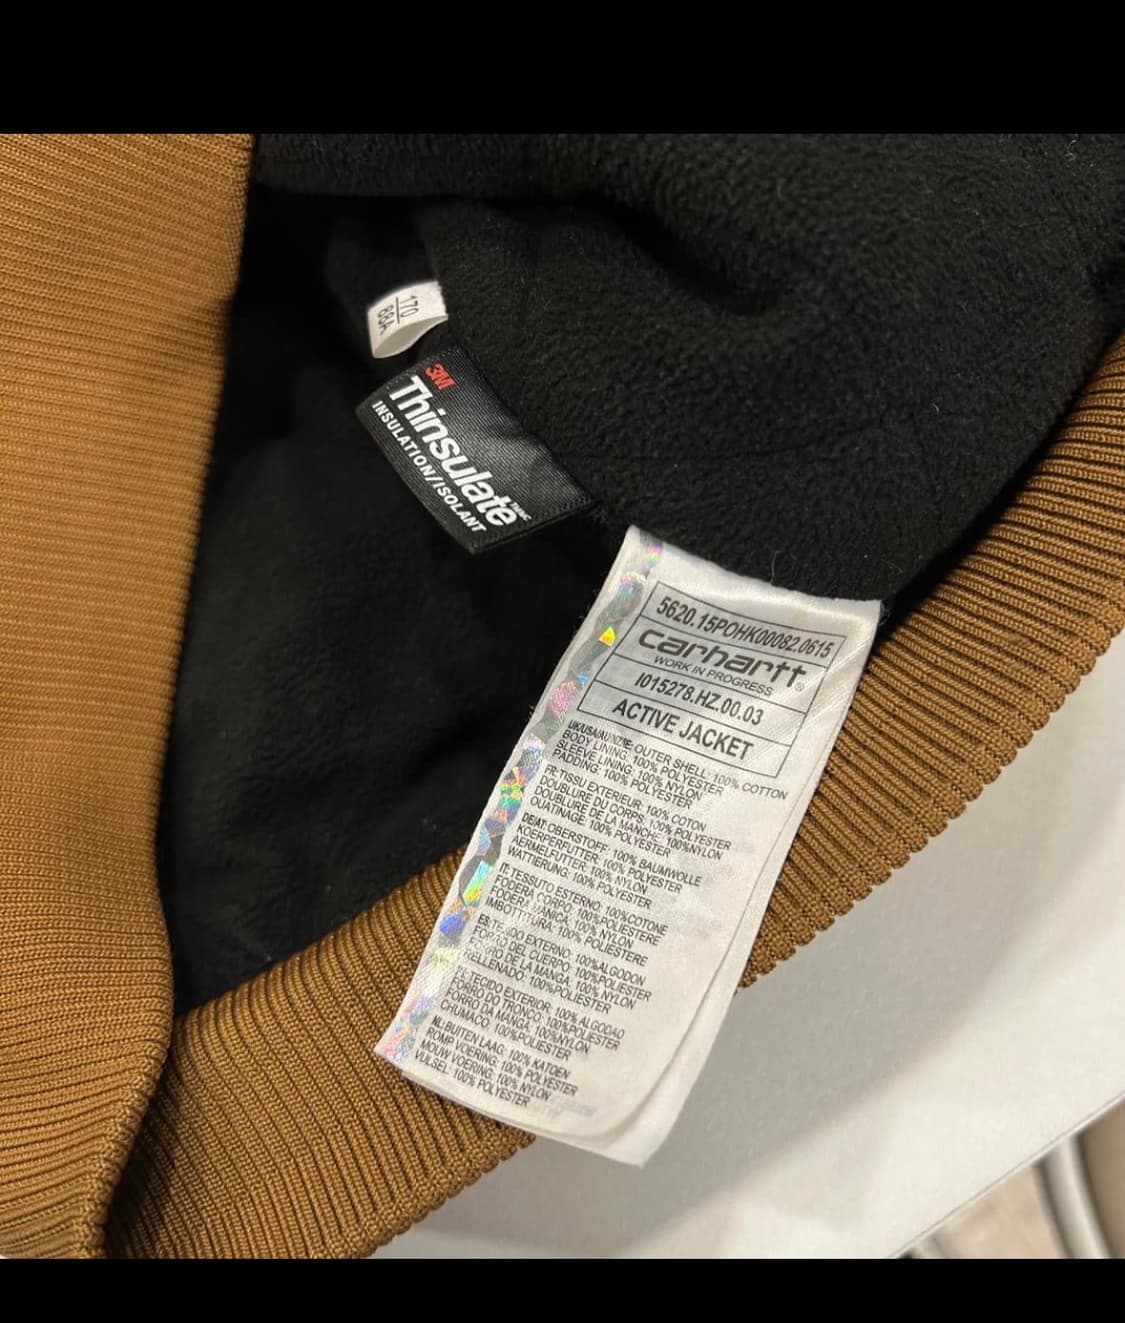 170
88A
3M
Thinsulate
INSULATION/ISOLANT
5620.15POHK00082.0615
carhartt®
WORK IN PROGRESS
I015278.HZ.00.03
ACTIVE JACKET
UK/USA/AU/NZ/IE: OUTER SHELL: 100% COTTON
BODY LINING: 100% POLYESTER
SLEEVE LINING: 100% NYLON
PADDING: 100% POLYESTER
FR: TISSU EXTERIEUR: 100% COTON
DOUBLURE DU CORPS: 100% POLYESTER
DOUBLURE DE LA MANCHE: 100%NYLON
OUATINAGE: 100% POLYESTER
DE/AT: OBERSTOFF: 100% BAUMWOLLE
KOERPERFUTTER: 100% POLYESTER
AERMELFUTTER: 100% NYLON
WATTIERUNG: 100% POLYESTER
IT: TESSUTO ESTERNO: 100%COTONE
FODERA CORPO: 100%POLIESTERE
FODERA MANICA: 100% NYLON
IMBOTTITURA: 100% POLIESTERE
ES: TEJIDO EXTERNO: 100%ALGODON
FORRO DEL CUERPO: 100%POLIESTER
FORRO DE LA MANGA: 100% NYLON
RELLENADO: 100%POLIESTER
TECIDO EXTERIOR: 100% ALGODAO
FORRO DO TRONCO: 100%POLIESTER
FORRO DA MANGA: 100%NYLON
CHUMACO: 100%POLIESTER
NL: BUITEN LAAG: 100% KATOEN
ROMP VOERING: 100% POLYESTER
MOUW VOERING: 100% NYLON
VULSEL: 100% POLYESTER